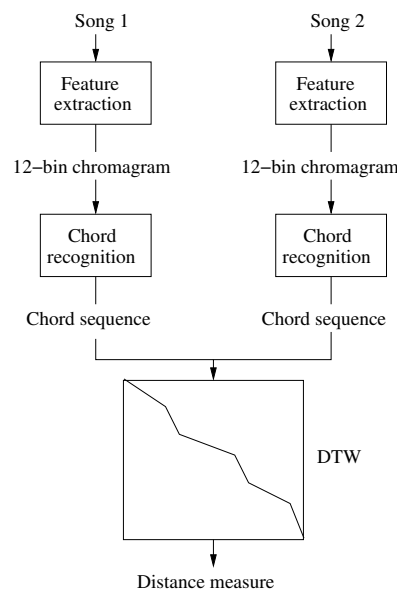 Song 1
Song 2
Feature
extraction
Feature
extraction
12−bin chromagram
12−bin chromagram
Chord
recognition
Chord
recognition
Chord sequence
Chord sequence
DTW
Distance measure